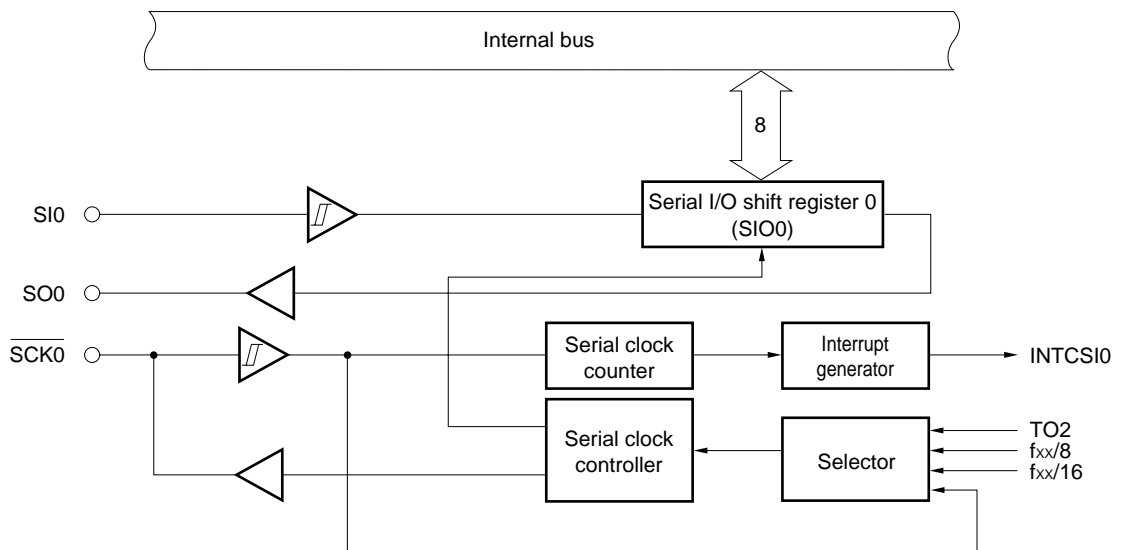 Internal bus
8
SI0
Serial I/O shift register 0
(SIO0)
SO0
SCK0
Serial clock
counter
Interrupt
generator
INTCSI0
Serial clock
controller
Selector
TO2
fxx/8
fxx/16